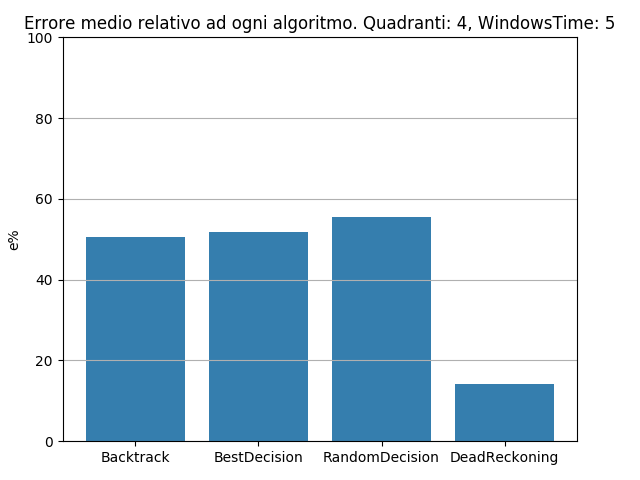 Errore medio relativo ad ogni algoritmo. Quadranti: 4, WindowsTime: 5
100
80
60
40
20
0
e%
Backtrack BestDecision RandomDecision DeadReckoning